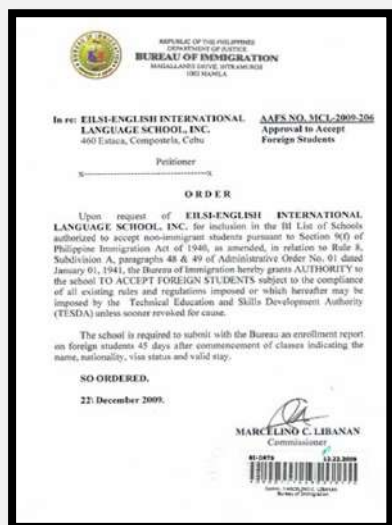 REPUBLIC OF THE PHILIPPINES
DEPARTMENT OF JUSTICE
BUREAU OF IMMIGRATION
MAGALLANES DRIVE, INTRAMUROS
1002 MANILA
In re: EILSI-ENGLISH INTERNATIONAL AAFS NO. MCL-2009-206
LANGUAGE SCHOOL, INC. Approval to Accept
460 Estaca, Compostela, Cebu Foreign Students
Petitioner
x-----------------------------------x
ORDER
Upon request of EILSI-ENGLISH INTERNATIONAL
LANGUAGE SCHOOL, INC. for inclusion in the BI List of Schools
authorized to accept non-immigrant students pursuant to Section 9(f) of
Philippine Immigration Act of 1940, as amended, in relation to Rule 8,
Subdivision A, paragraphs 48 & 49 of Administrative Order No. 01 dated
January 01, 1941, the Bureau of Immigration hereby grants AUTHORITY to
the school TO ACCEPT FOREIGN STUDENTS subject to the compliance
of all existing rules and regulations imposed or which hereafter may be
imposed by the Technical Education and Skills Development Authority
(TESDA) unless sooner revoked for cause.
The school is required to submit with the Bureau an enrollment report
on foreign students 45 days after commencement of classes indicating the
name, nationality, visa status and valid stay.
SO ORDERED.
22\ December 2009.
MARCELINO C. LIBANAN
Commissioner
12.22.2009
MARCELINO C. LIBANAN
Bureau of Immigration